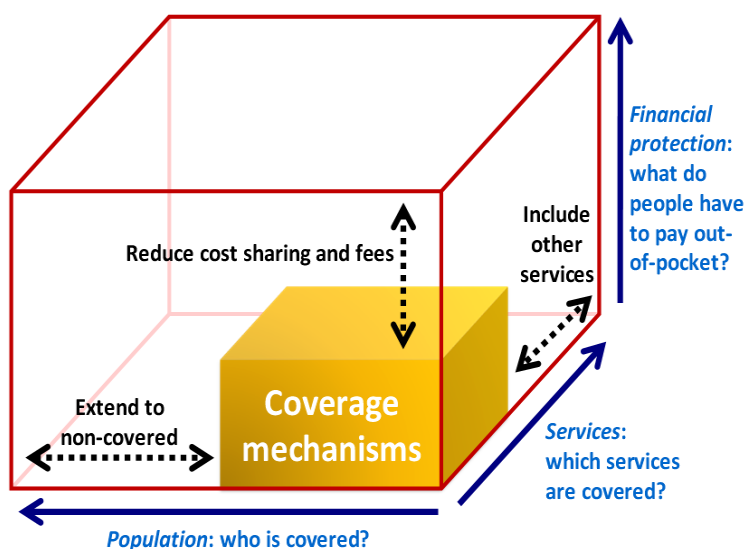 Financial
protection:
what do
people have
to pay out-
of-pocket?
Include
other
services
Reduce cost sharing and fees
Extend to
non-covered
Coverage
mechanisms
Services:
which services
are covered?
Population: who is covered?